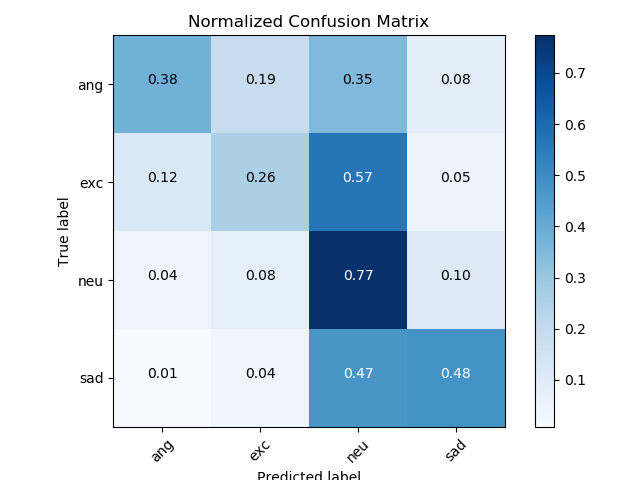 Normalized Confusion Matrix
True label
ang 0.38 0.19 0.35 0.08
exc 0.12 0.26 0.57 0.05
neu 0.04 0.08 0.77 0.10
sad 0.01 0.04 0.47 0.48
ang exc neu sad
Predicted label
0.7
0.6
0.5
0.4
0.3
0.2
0.1